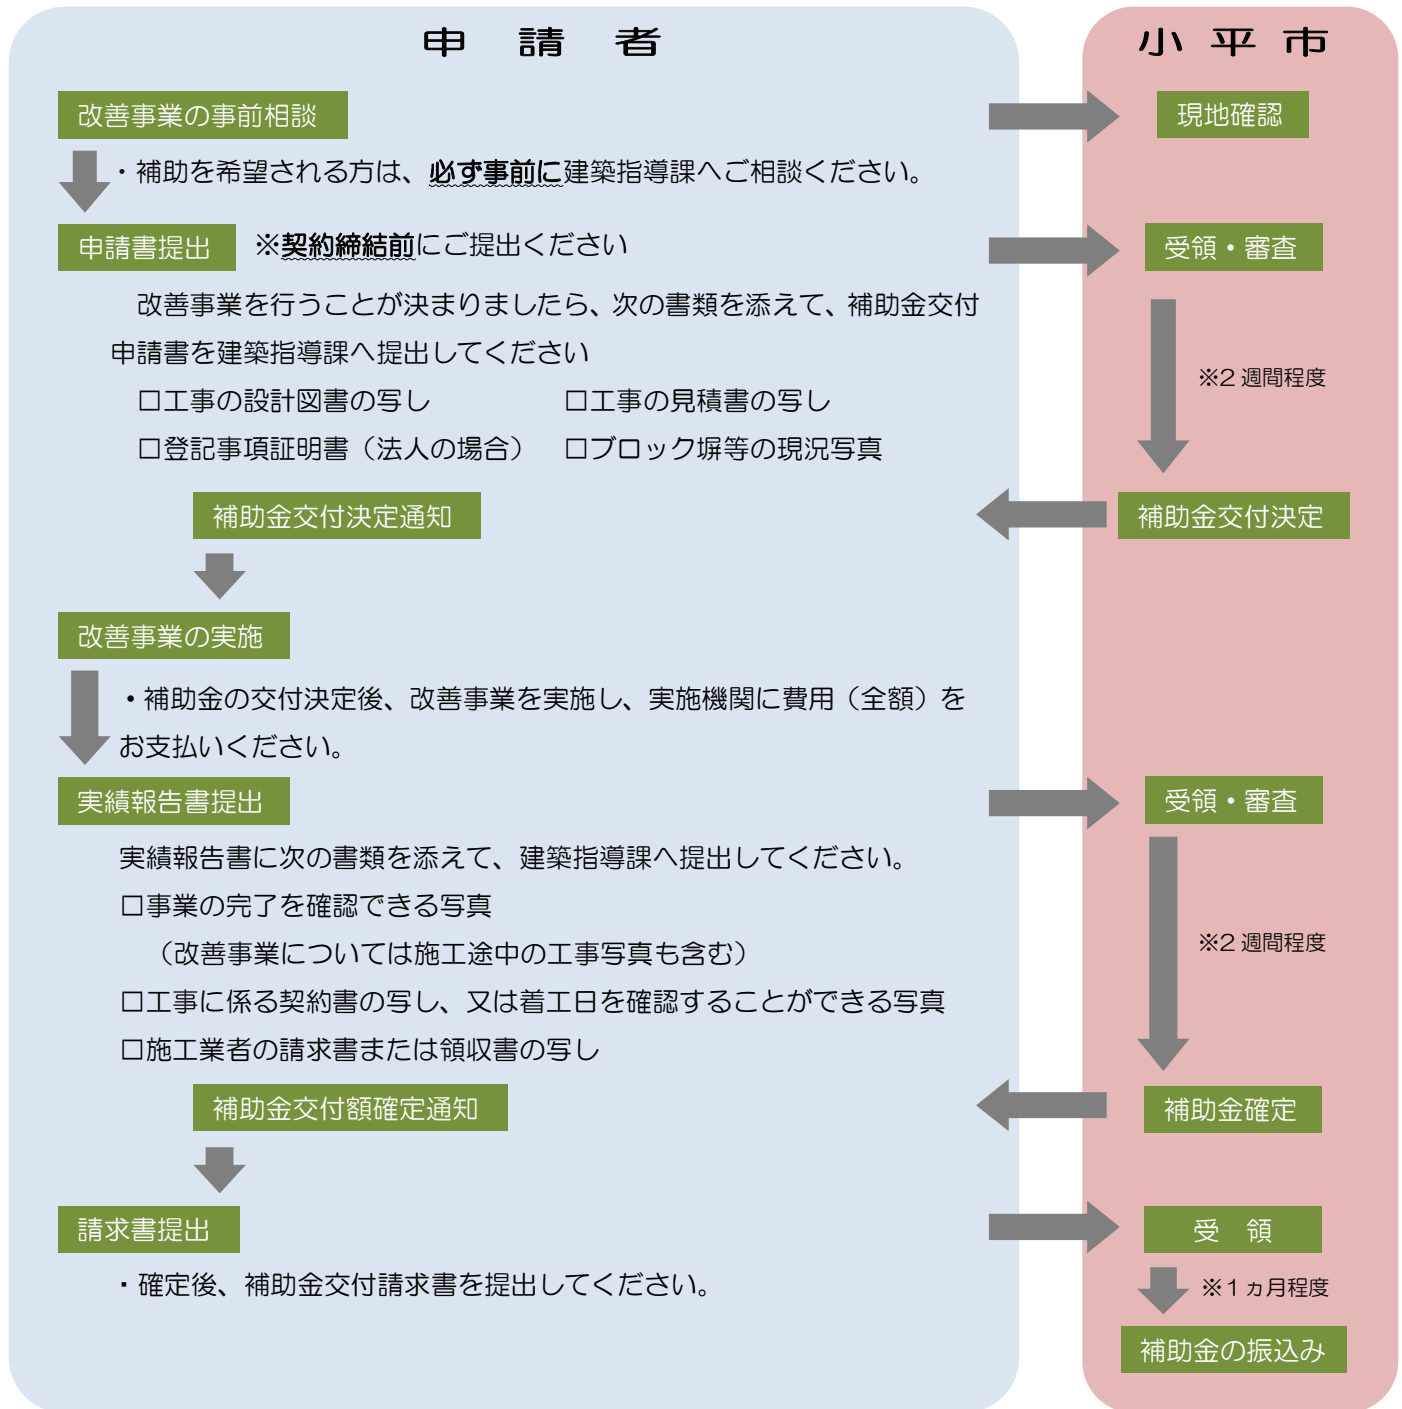 申 請 者
小 平 市
改善事業の事前相談
現地確認
・補助を希望される方は、必ず事前に建築指導課へご相談ください。
申請書提出
※契約締結前にご提出ください
受領・審査
改善事業を行うことが決まりましたら、次の書類を添えて、補助金交付
申請書を建築指導課へ提出してください
※2週間程度
□工事の設計図書の写し
□工事の見積書の写し
□登記事項証明書（法人の場合）
□ブロック塀等の現況写真
補助金交付決定通知
補助金交付決定
改善事業の実施
・補助金の交付決定後、改善事業を実施し、実施機関に費用（全額）を
お支払いください。
実績報告書提出
受領・審査
実績報告書に次の書類を添えて、建築指導課へ提出してください。
□事業の完了を確認できる写真
（改善事業については施工途中の工事写真も含む）
※2週間程度
□工事に係る契約書の写し、又は着工日を確認することができる写真
□施工業者の請求書または領収書の写し
補助金交付額確定通知
補助金確定
請求書提出
受 領
・確定後、補助金交付請求書を提出してください。
※1ヵ月程度
補助金の振込み